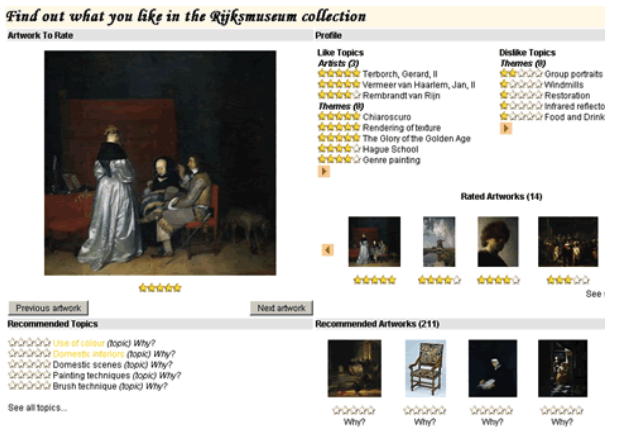 Find out what you like in the Rijksmuseum collection
Artwork To Rate
Previous artwork
Next artwork
Profile
Like Topics
Artists (3)
Terborch, Gerard, II
Vermeer van Haarlem, Jan, II
Rembrandt van Rijn
Themes (8)
Chiaroscuro
Rendering of texture
The Glory of the Golden Age
Hague School
Genre painting
Dislike Topics
Themes (8)
Group portraits
Windmills
Restoration
Infrared reflecto
Food and Drink
Rated Artworks (14)
See
Recommended Topics
Use of colour (topic) Why?
Domestic interiors (topic) Why?
Domestic scenes (topic) Why?
Painting techniques (topic) Why?
Brush technique (topic) Why?
See all topics...
Recommended Artworks (211)
Why? Why? Why? Why?